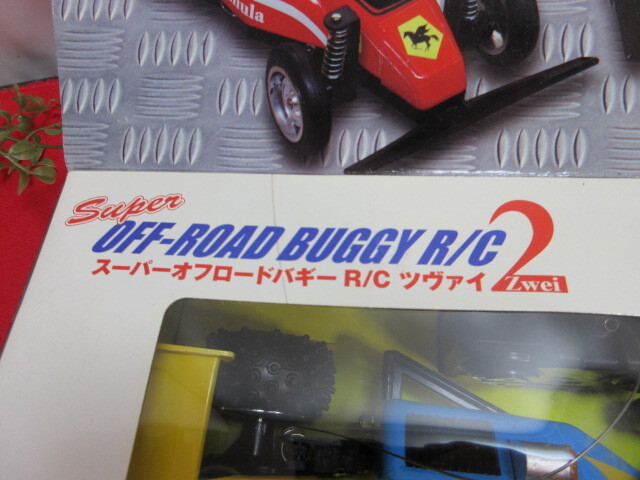 mula
Super
OFF-ROAD BUGGY R/C 2
スーパーオフロードバギー R/C ツヴァイ Zwei